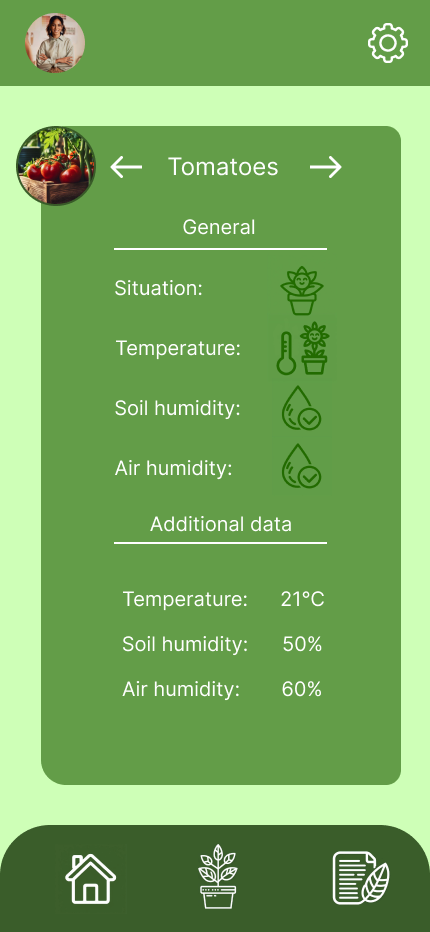 Tomatoes
General
Situation:
Temperature:
Soil humidity:
Air humidity:
Additional data
Temperature: 21°C
Soil humidity: 50%
Air humidity: 60%